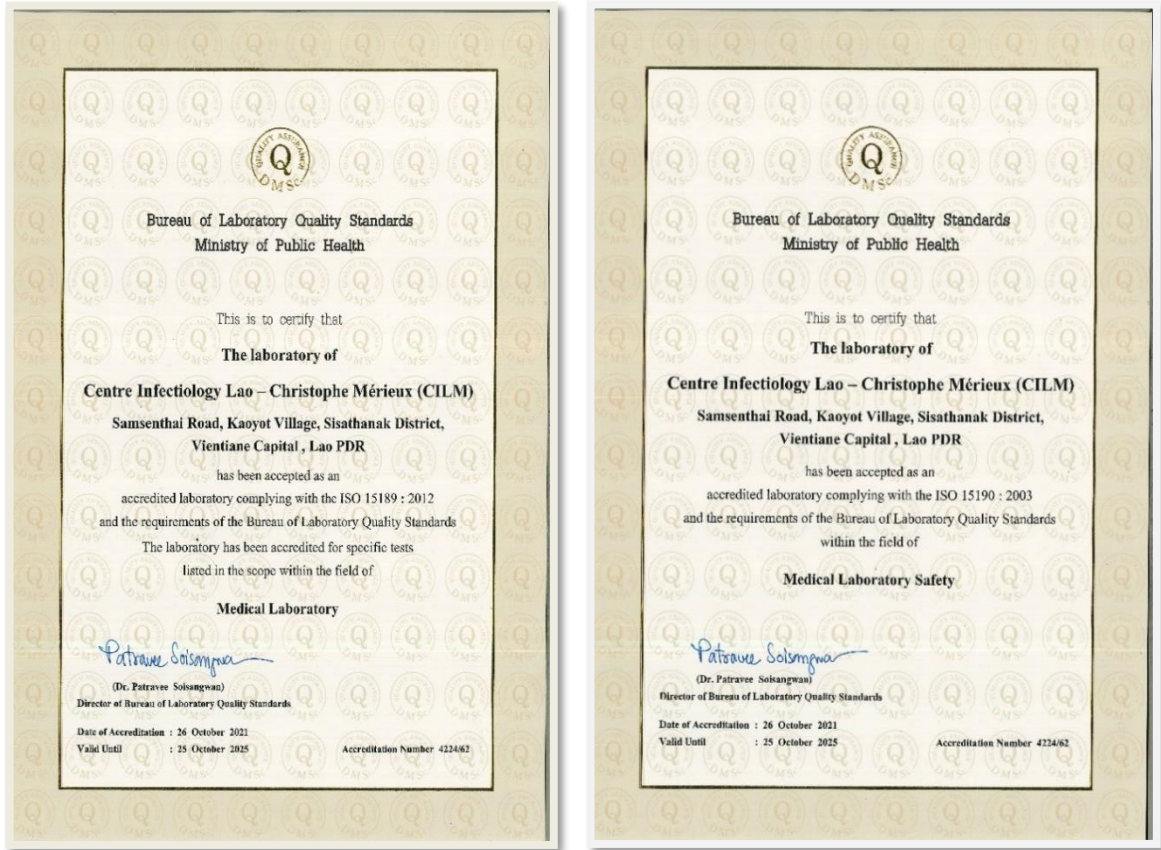 QUALITY ASSURANCE
Q
DMSc
Bureau of Laboratory Quality Standards
Ministry of Public Health
This is to certify that
The laboratory of
Centre Infectiology Lao – Christophe Mérieux (CILM)
Samsenthai Road, Kaoyot Village, Sisathanak District,
Vientiane Capital , Lao PDR
has been accepted as an
accredited laboratory complying with the ISO 15189 : 2012
and the requirements of the Bureau of Laboratory Quality Standards
The laboratory has been accredited for specific tests
listed in the scope within the field of
Medical Laboratory
Patravee Soisangwan
(Dr. Patravee Soisangwan)
Director of Bureau of Laboratory Quality Standards
Date of Accreditation : 26 October 2021
Valid Until : 25 October 2025
Accreditation Number 4224/62
QUALITY ASSURANCE
Q
DMSc
Bureau of Laboratory Quality Standards
Ministry of Public Health
This is to certify that
The laboratory of
Centre Infectiology Lao – Christophe Mérieux (CILM)
Samsenthai Road, Kaoyot Village, Sisathanak District,
Vientiane Capital , Lao PDR
has been accepted as an
accredited laboratory complying with the ISO 15190 : 2003
and the requirements of the Bureau of Laboratory Quality Standards
within the field of
Medical Laboratory Safety
Patravee Soisangwan
(Dr. Patravee Soisangwan)
Director of Bureau of Laboratory Quality Standards
Date of Accreditation : 26 October 2021
Valid Until : 25 October 2025
Accreditation Number 4224/62